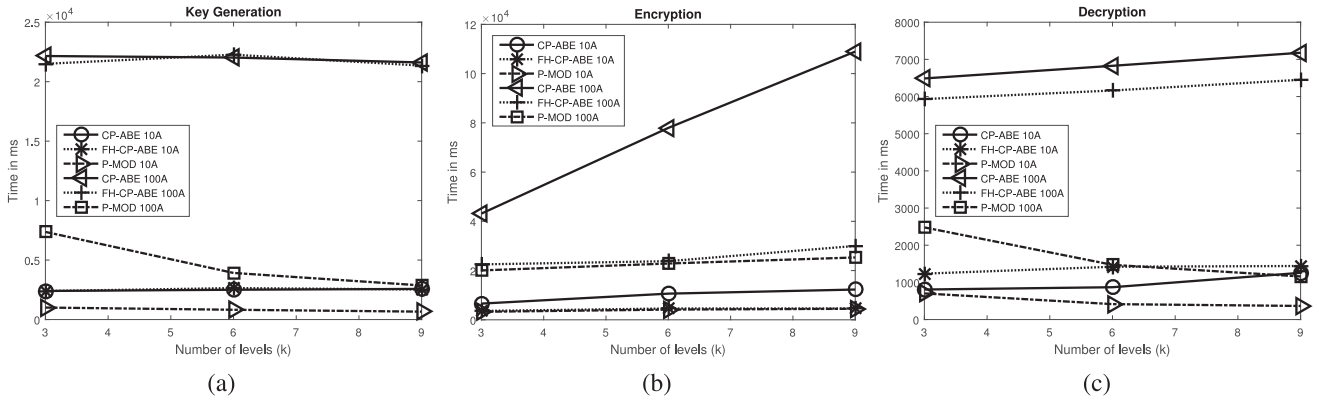 Key Generation
×10⁴
2.5
2
1.5
1
0.5
0
Time in ms
CP-ABE 10A
FH-CP-ABE 10A
P-MOD 10A
CP-ABE 100A
FH-CP-ABE 100A
P-MOD 100A
3 4 5 6 7 8 9
Number of levels (k)
(a)
Encryption
×10⁴
12
10
8
6
4
2
0
Time in ms
CP-ABE 10A
FH-CP-ABE 10A
P-MOD 10A
CP-ABE 100A
FH-CP-ABE 100A
P-MOD 100A
3 4 5 6 7 8 9
Number of levels (k)
(b)
Decryption
8000
7000
6000
5000
4000
3000
2000
1000
0
Time in ms
CP-ABE 10A
FH-CP-ABE 10A
P-MOD 10A
CP-ABE 100A
FH-CP-ABE 100A
P-MOD 100A
3 4 5 6 7 8 9
Number of levels (k)
(c)